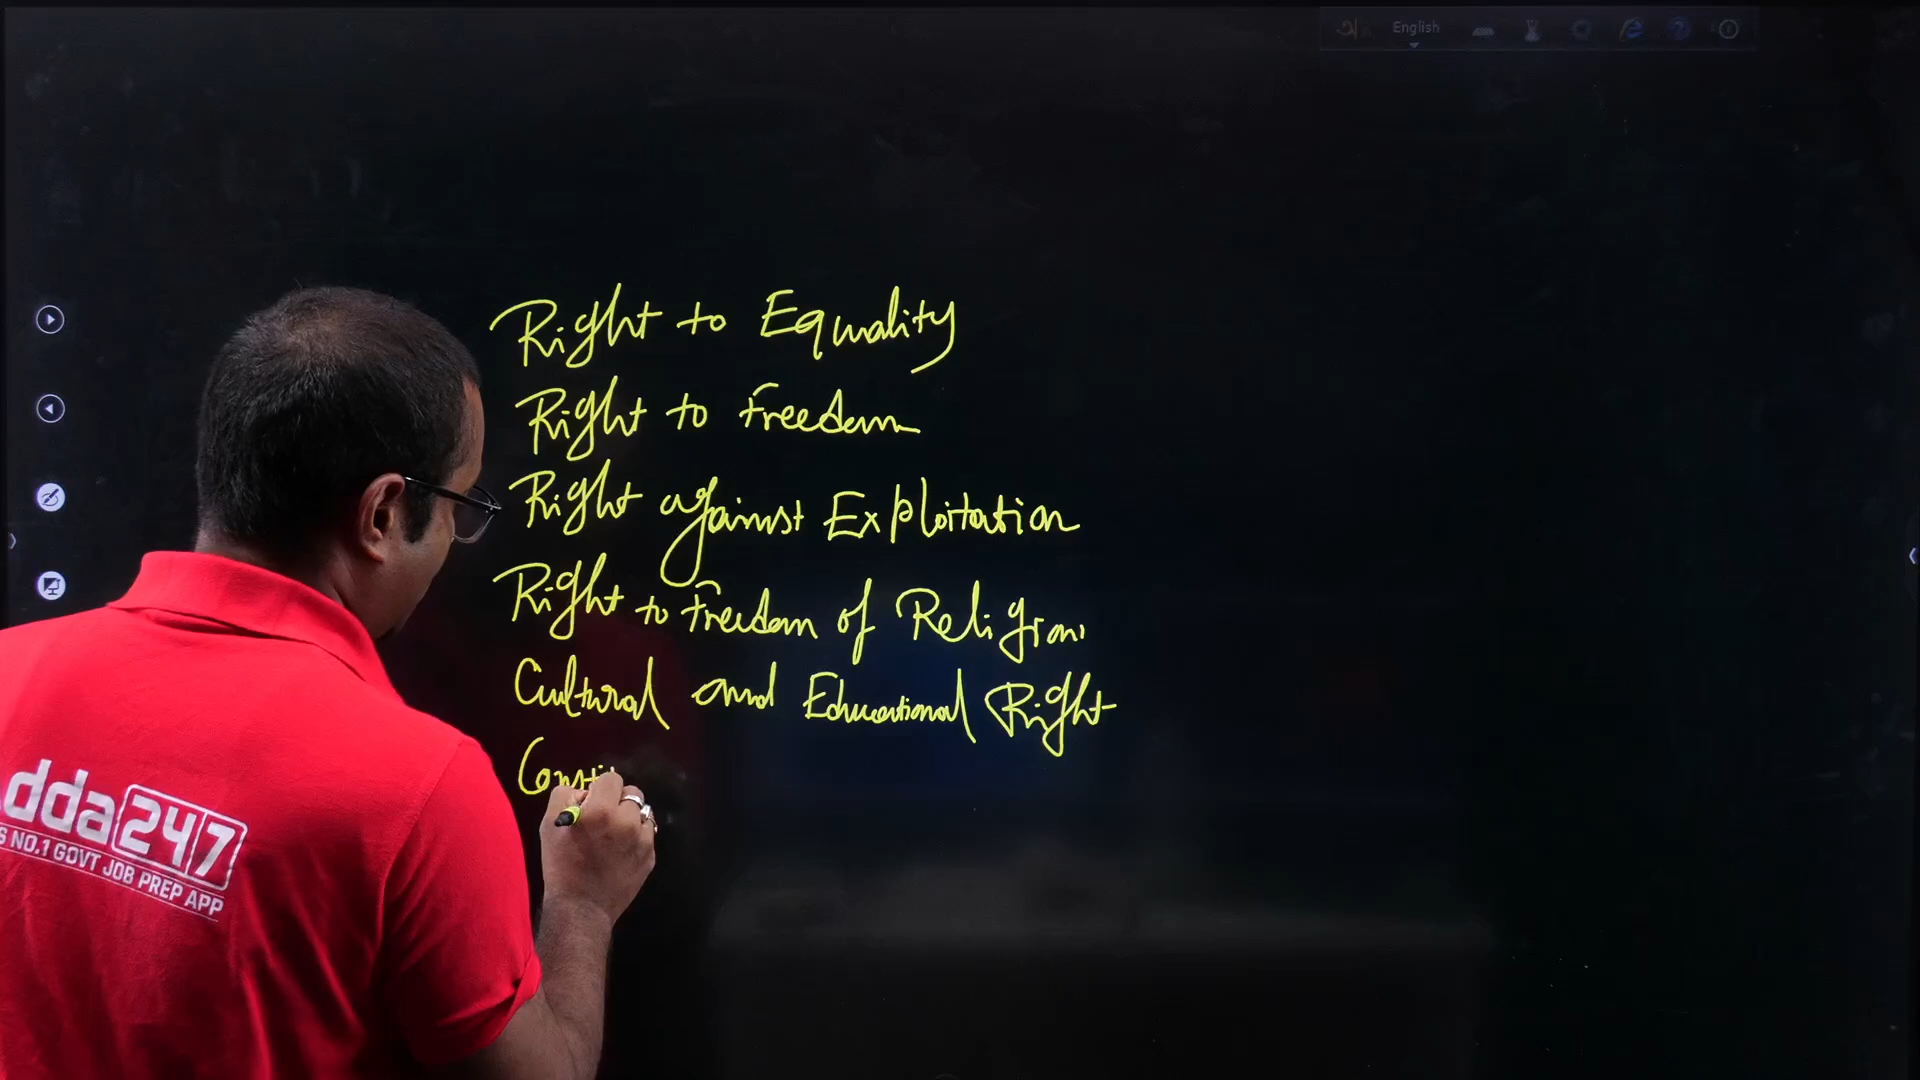 English
Right to Equality
Right to Freedom
Right against Exploitation
Right to Freedom of Religion
Cultural and Educational Right
Consti
dda247
S NO.1 GOVT JOB PREP APP